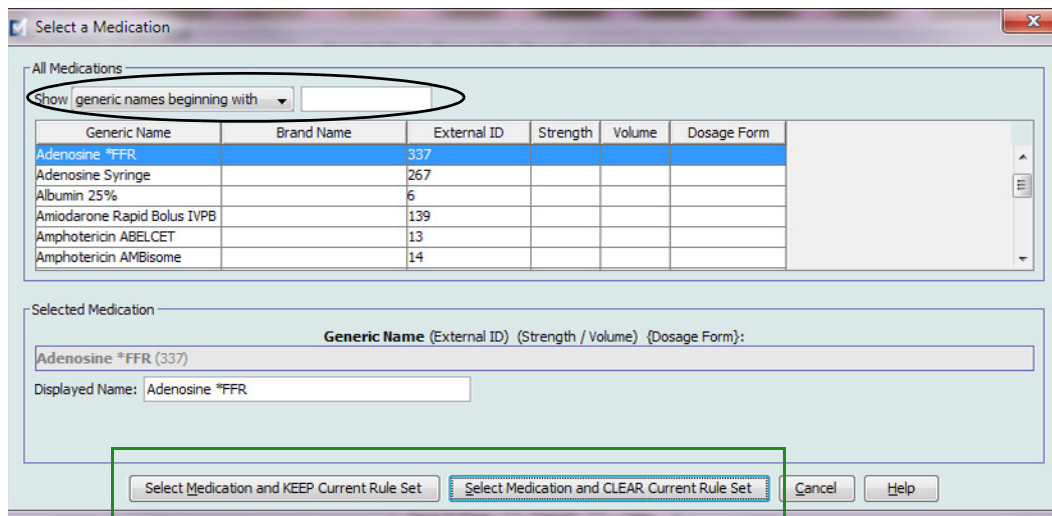 Select a Medication
All Medications
Show generic names beginning with
Generic Name Brand Name External ID Strength Volume Dosage Form
Adenosine *FFR 337
Adenosine Syringe 267
Albumin 25% 6
Amiodarone Rapid Bolus IVPB 139
Amphotericin ABELCET 13
Amphotericin AMBisome 14
Selected Medication
Generic Name (External ID) (Strength / Volume) {Dosage Form}:
Adenosine *FFR (337)
Displayed Name: Adenosine *FFR
Select Medication and KEEP Current Rule Set Select Medication and CLEAR Current Rule Set Cancel Help